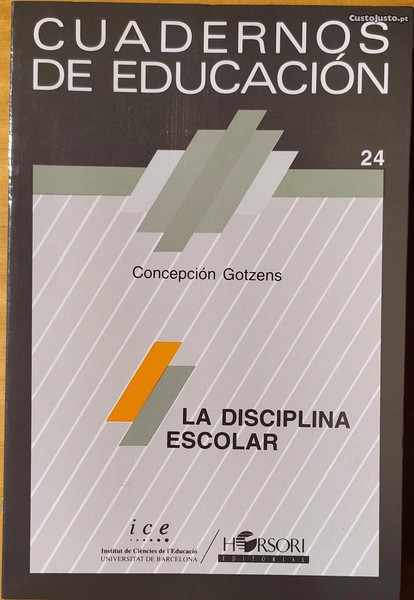 CustoJusto.pt
CUADERNOS
DE EDUCACIÓN
24
Concepción Gotzens
LA DISCIPLINA
ESCOLAR
ice
Institut de Ciències de l'Educació
UNIVERSITAT DE BARCELONA
HORSORI
EDITORIAL